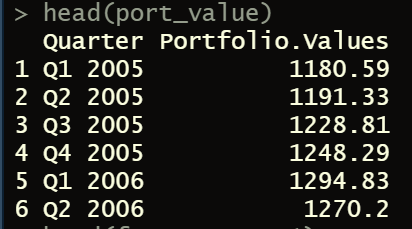 > head(port_value)
Quarter Portfolio.Values
1 Q1 2005 1180.59
2 Q2 2005 1191.33
3 Q3 2005 1228.81
4 Q4 2005 1248.29
5 Q1 2006 1294.83
6 Q2 2006 1270.2